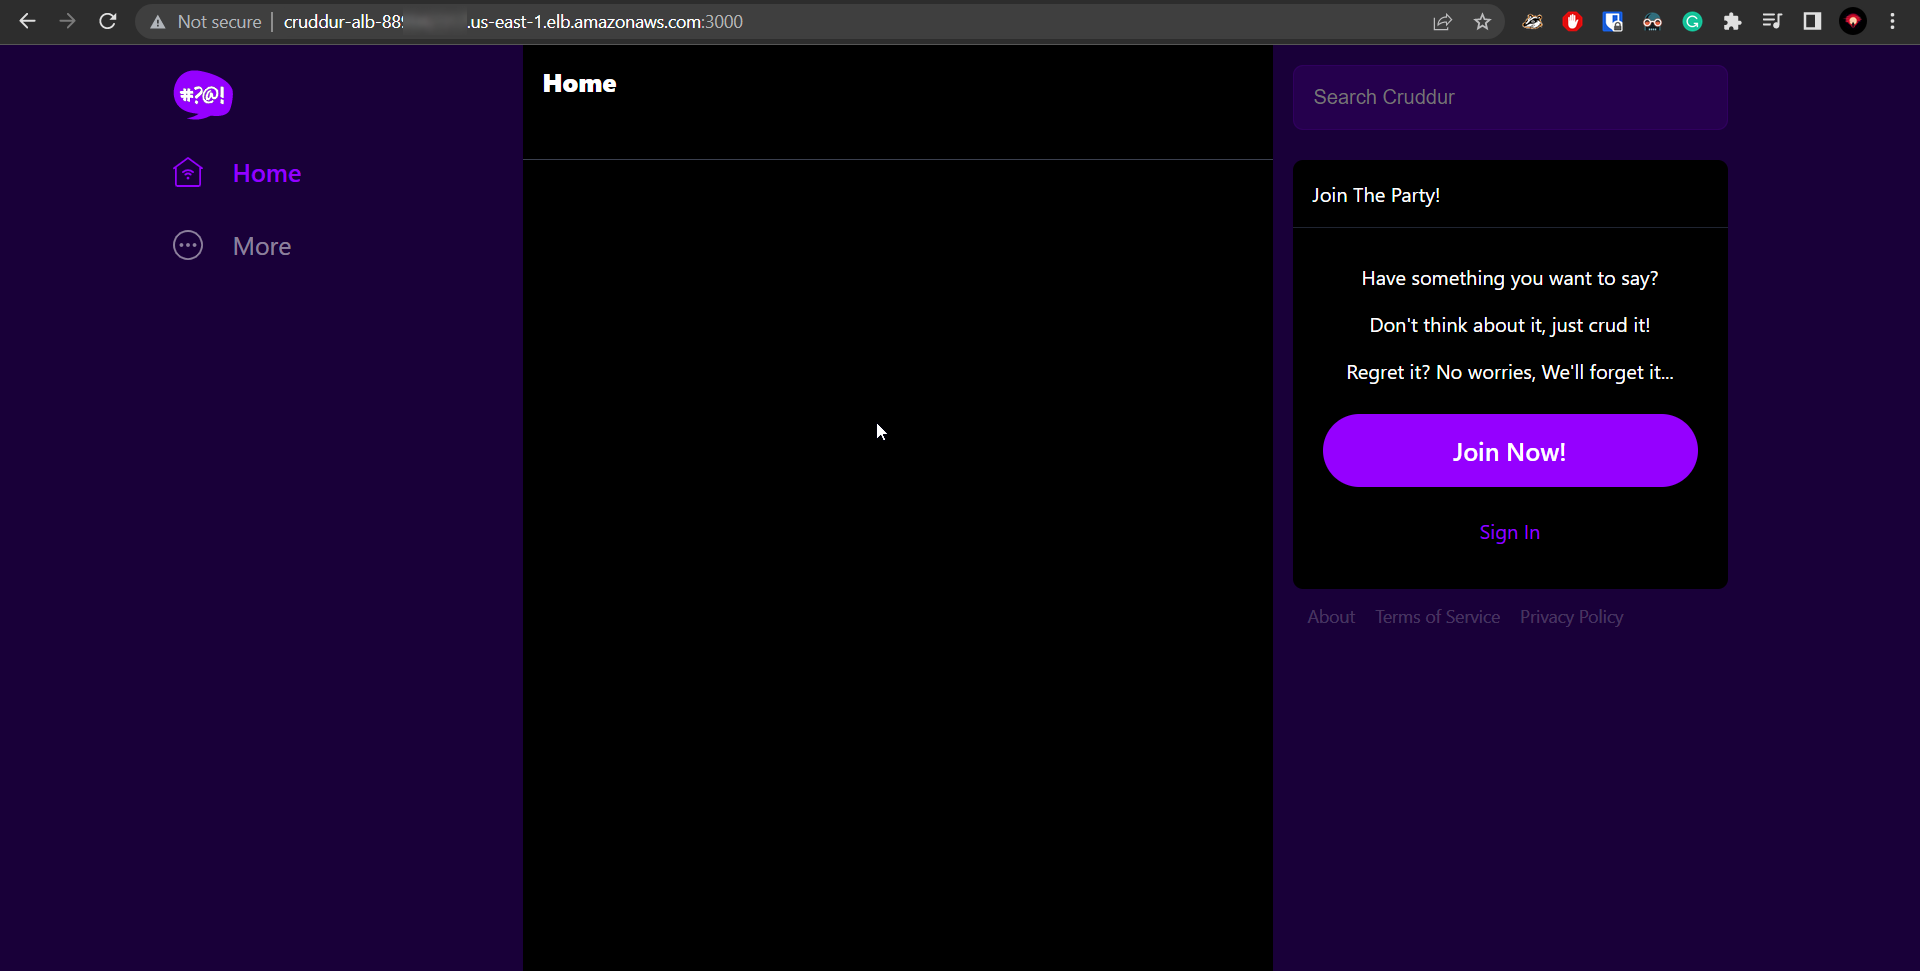 Not secure
cruddur-alb-88
.us-east-1.elb.amazonaws.com:3000
#?@!
Home
More
Home
Search Cruddur
Join The Party!
Have something you want to say?
Don't think about it, just crud it!
Regret it? No worries, We'll forget it...
Join Now!
Sign In
About Terms of Service Privacy Policy